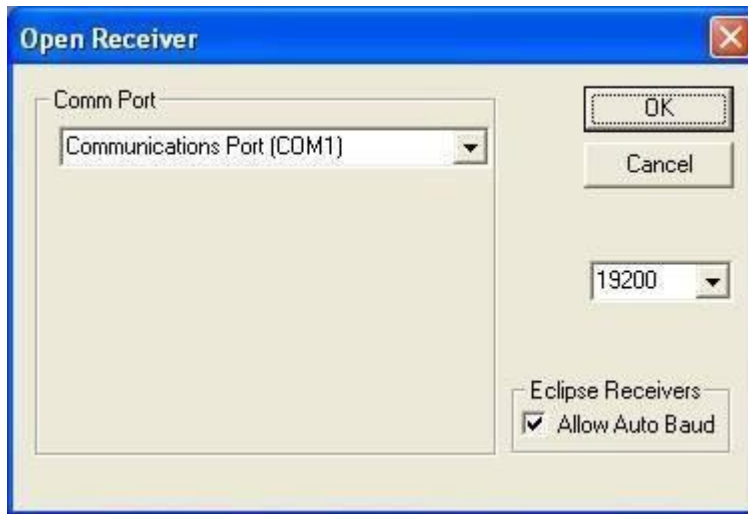 Open Receiver
Comm Port
Communications Port (COM1)
OK
Cancel
19200
Eclipse Receivers
Allow Auto Baud